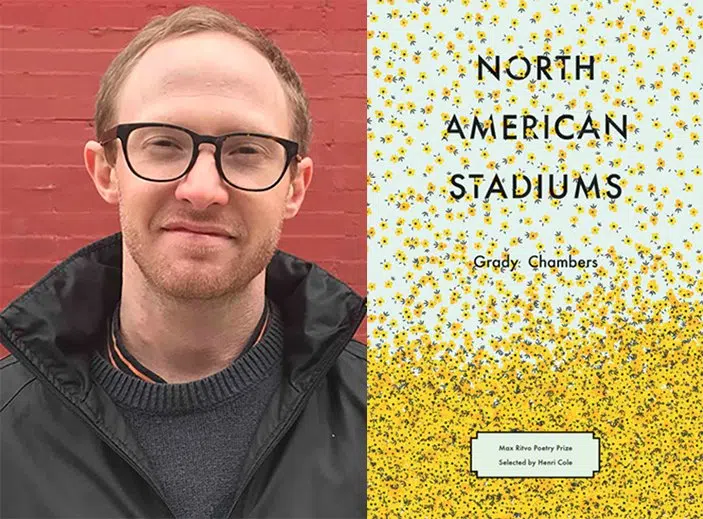 NORTH
AMERICAN
STADIUMS
Grady Chambers
Max Ritvo Poetry Prize
Selected by Henri Cole